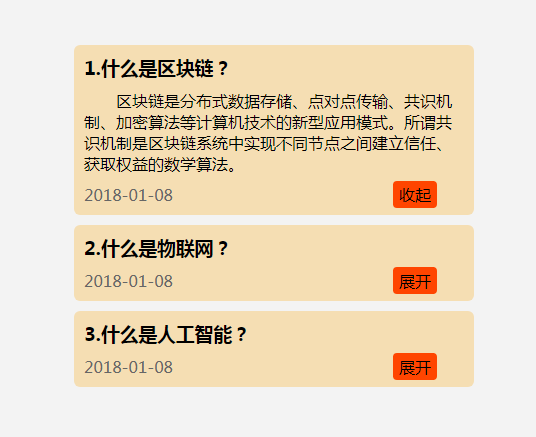 1.什么是区块链？
区块链是分布式数据存储、点对点传输、共识机
制、加密算法等计算机技术的新型应用模式。所谓共
识机制是区块链系统中实现不同节点之间建立信任、
获取权益的数学算法。
2018-01-08 收起
2.什么是物联网？
2018-01-08 展开
3.什么是人工智能？
2018-01-08 展开